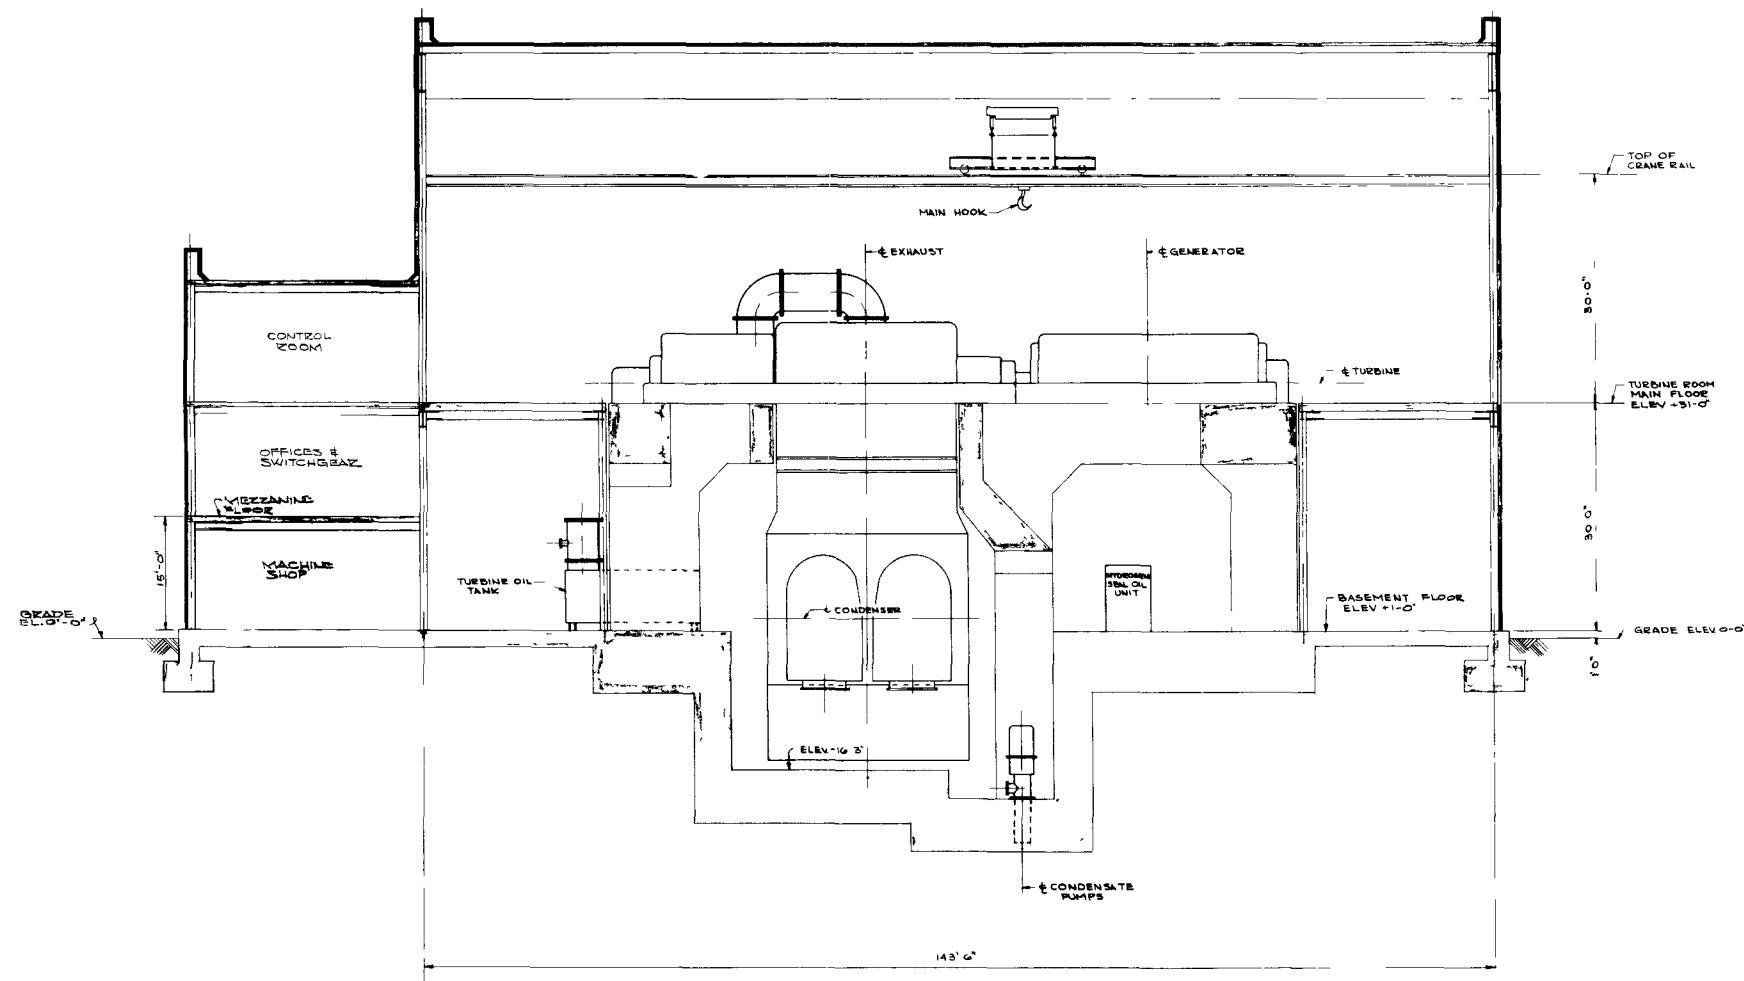 TOP OF
CRANE RAIL
MAIN HOOK
℄ EXHAUST
℄ GENERATOR
30'-0"
CONTROL
ROOM
℄ TURBINE
TURBINE ROOM
MAIN FLOOR
ELEV +31'-0"
OFFICES &
SWITCHGEAR
MEZZANINE
FLOOR
30'0"
15'-0"
MACHINE
SHOP
TURBINE OIL
TANK
HYDROGEN
SEAL OIL
UNIT
℄ CONDENSER
BASEMENT FLOOR
ELEV +1'-0"
GRADE
EL. 0'-0"
GRADE ELEV 0'-0"
1'0"
ELEV.-16 3"
℄ CONDENSATE
PUMPS
143' 6"